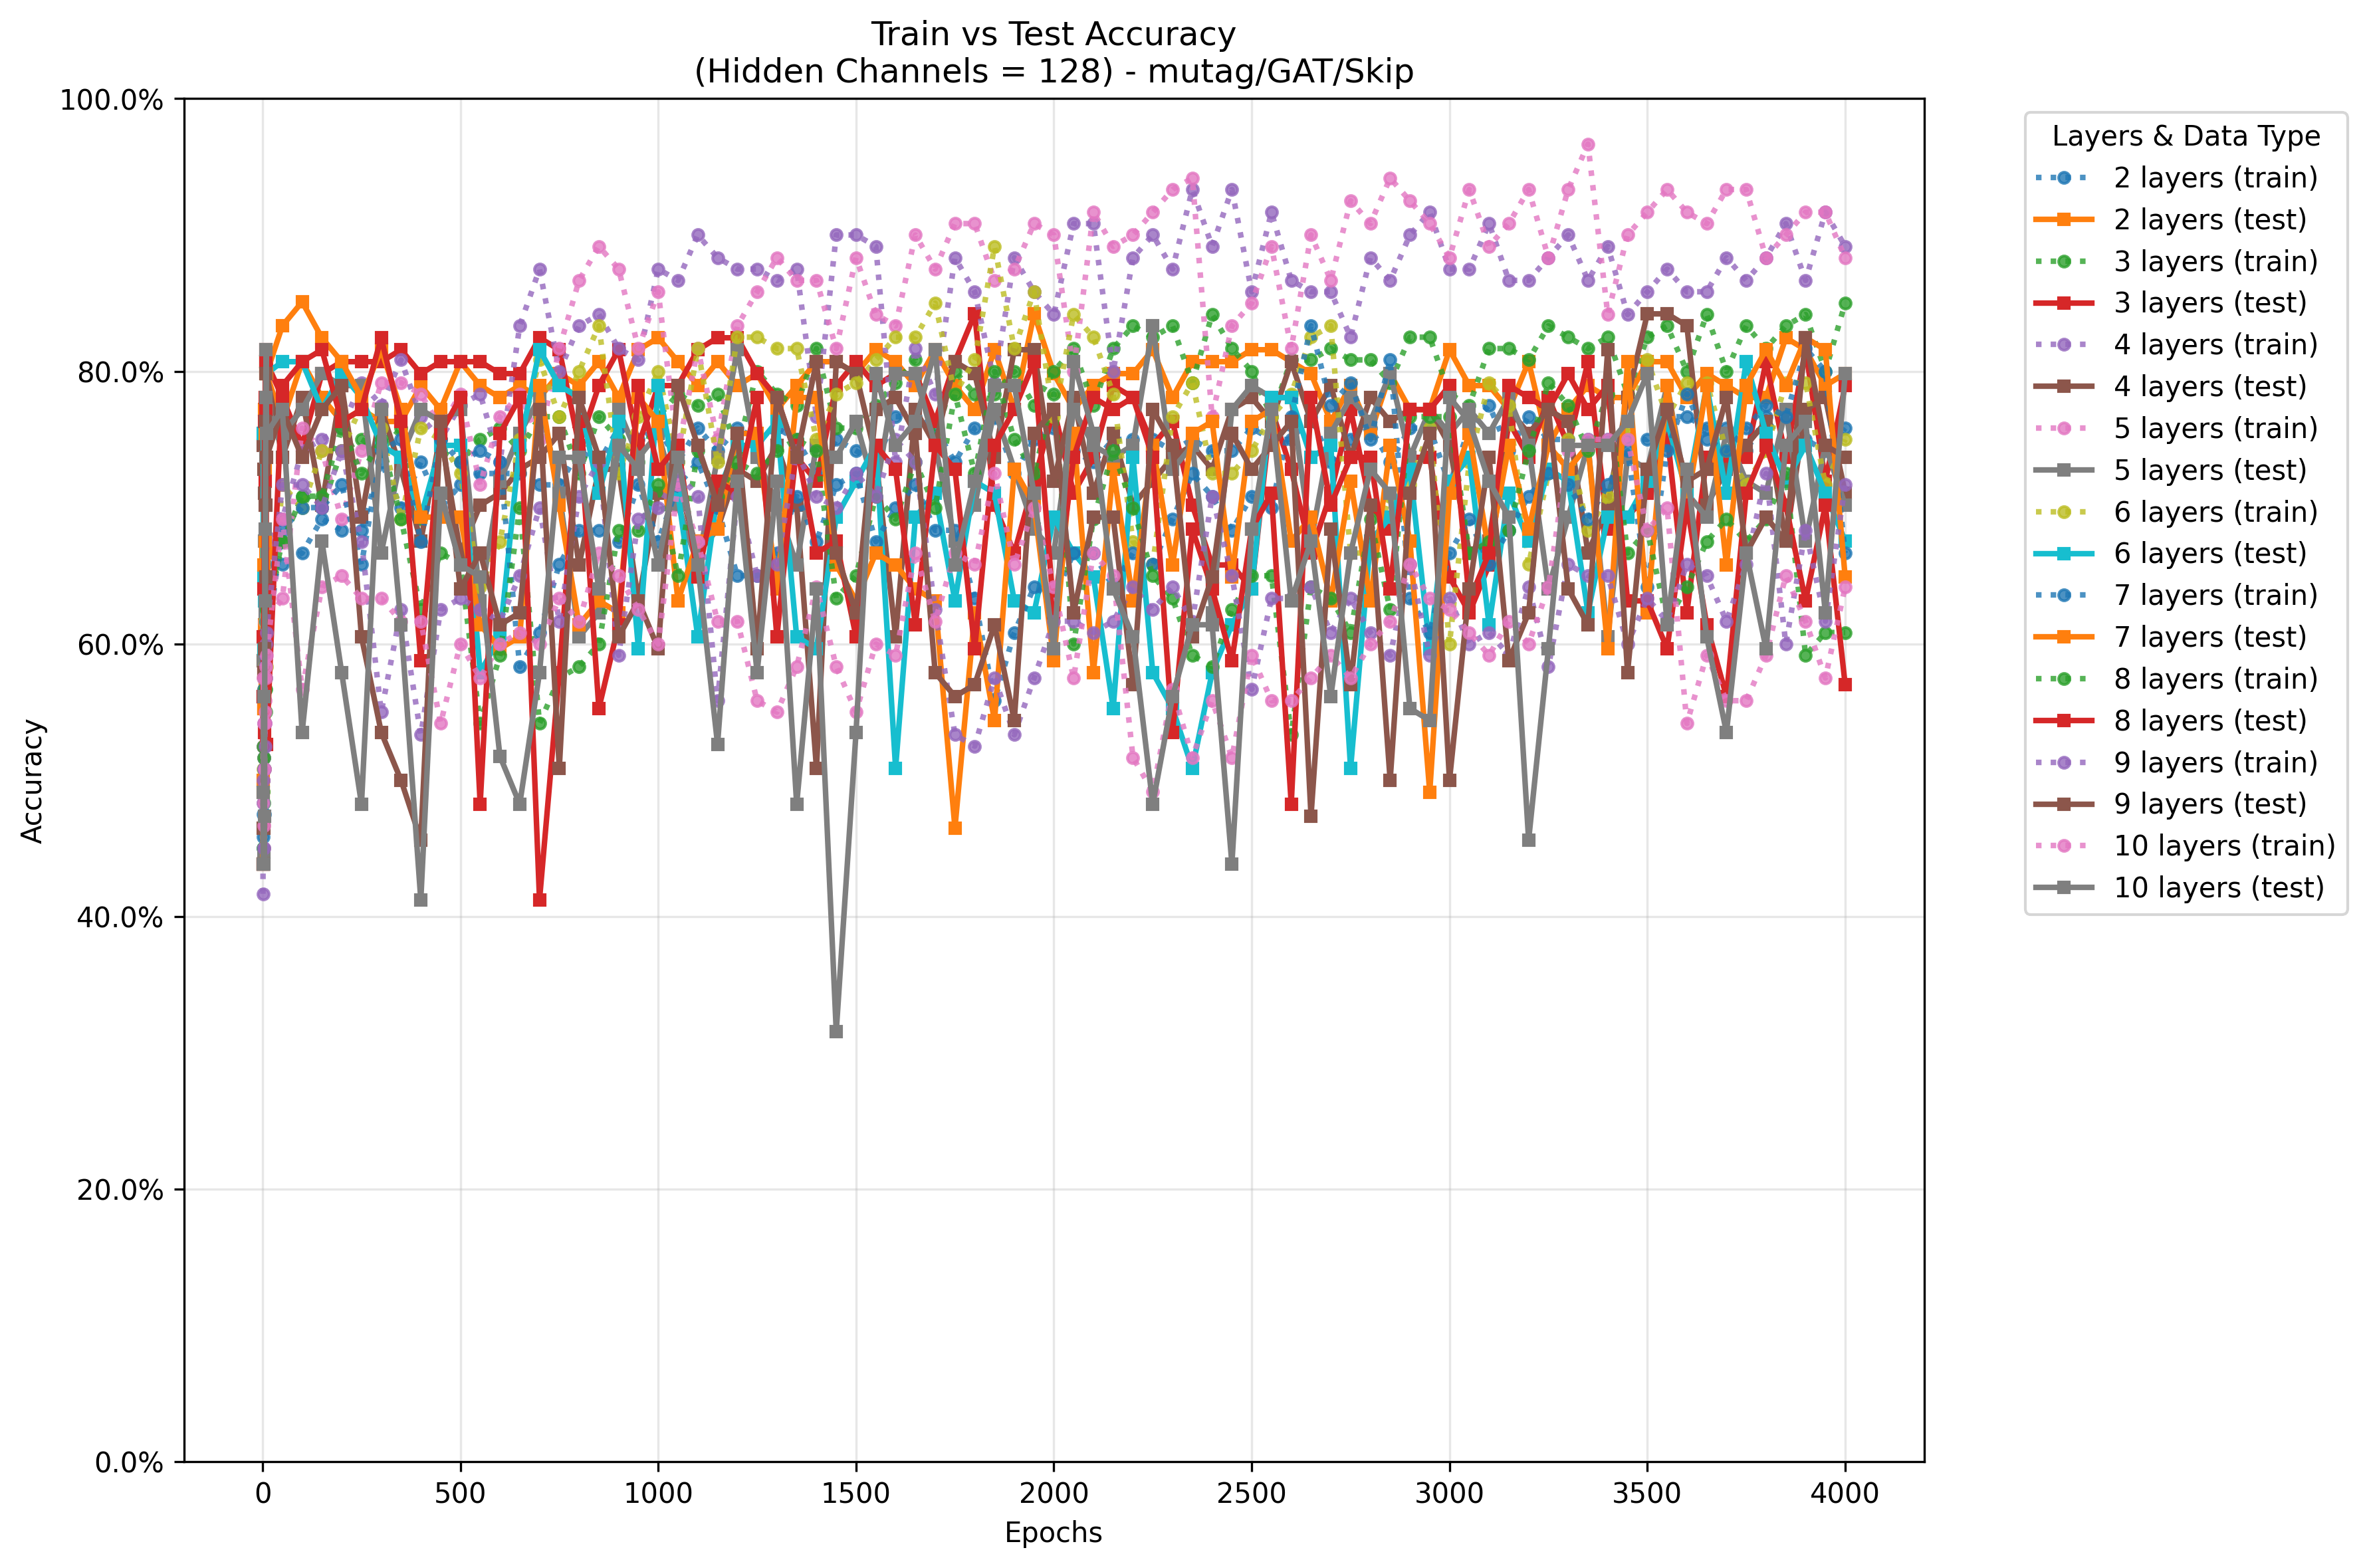 Train vs Test Accuracy
(Hidden Channels = 128) - mutag/GAT/Skip
100.0%
80.0%
60.0%
40.0%
20.0%
0.0%
Accuracy
0 500 1000 1500 2000 2500 3000 3500 4000
Epochs
Layers & Data Type
2 layers (train)
2 layers (test)
3 layers (train)
3 layers (test)
4 layers (train)
4 layers (test)
5 layers (train)
5 layers (test)
6 layers (train)
6 layers (test)
7 layers (train)
7 layers (test)
8 layers (train)
8 layers (test)
9 layers (train)
9 layers (test)
10 layers (train)
10 layers (test)